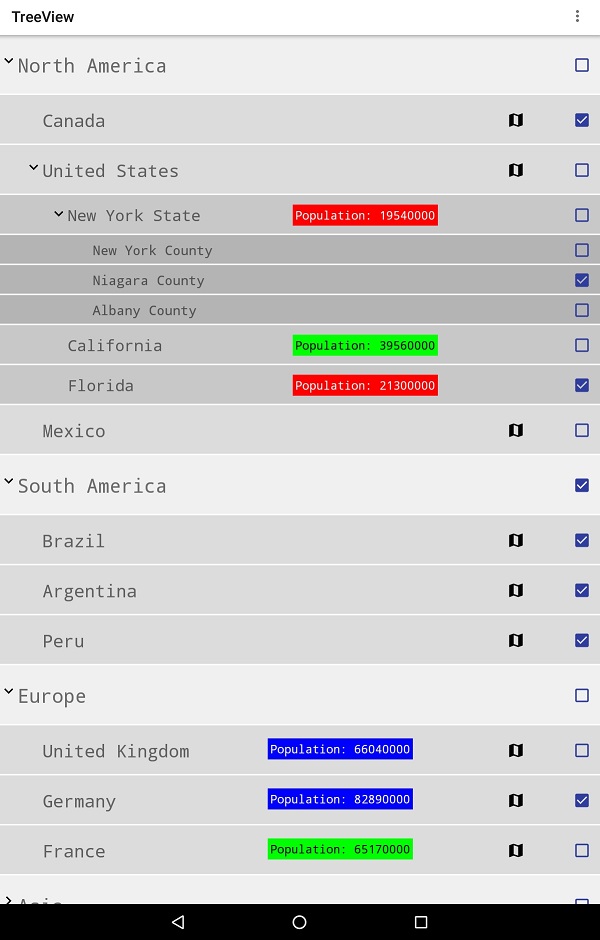 TreeView
North America
Canada
United States
New York State Population: 19540000
New York County
Niagara County
Albany County
California Population: 39560000
Florida Population: 21300000
Mexico
South America
Brazil
Argentina
Peru
Europe
United Kingdom Population: 66040000
Germany Population: 82890000
France Population: 65170000
Asia